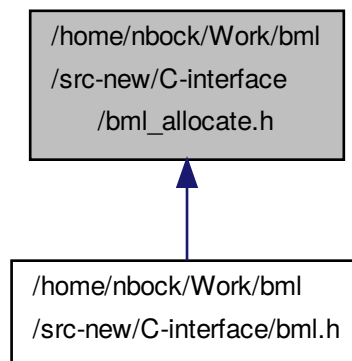 /home/nbock/Work/bml
/src-new/C-interface
/bml_allocate.h
/home/nbock/Work/bml
/src-new/C-interface/bml.h